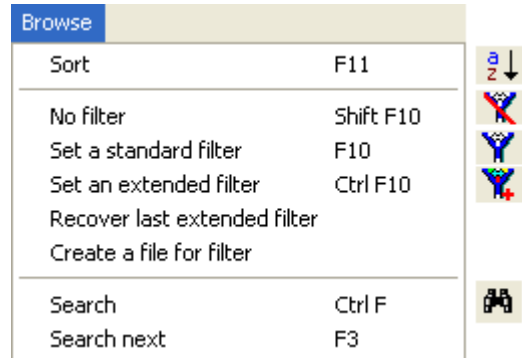 Browse
Sort F11
No filter Shift F10
Set a standard filter F10
Set an extended filter Ctrl F10
Recover last extended filter
Create a file for filter
Search Ctrl F
Search next F3
a
z